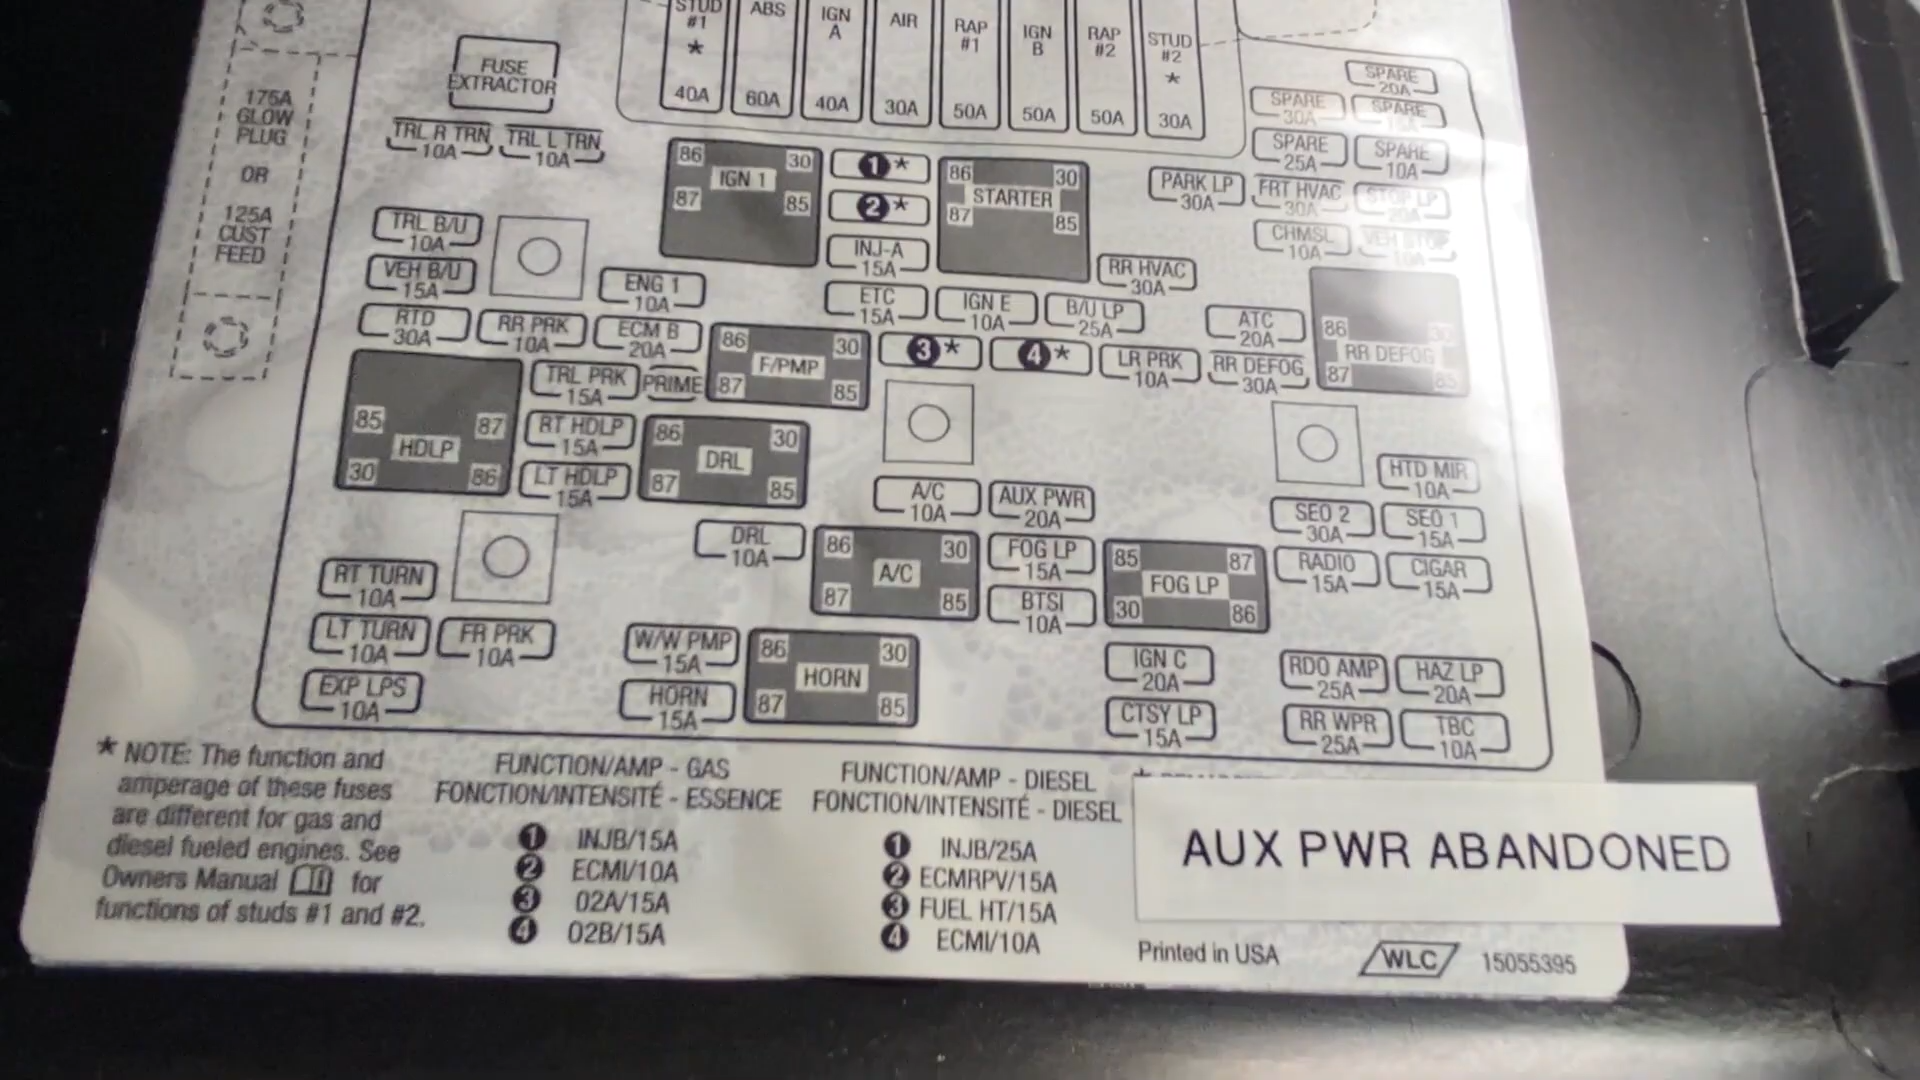 STUD
#1
*
40A
ABS
60A
IGN
A
40A
AIR
30A
RAP
#1
50A
IGN
B
50A
RAP
#2
50A
STUD
#2
*
30A
175A
GLOW
PLUG
OR
125A
CUST
FEED
FUSE
EXTRACTOR
SPARE
20A
SPARE
30A
SPARE
SPARE
25A
SPARE
10A
TRL R TRN
10A
TRL L TRN
10A
86 30
IGN 1
87 85
1*
2*
INJ-A
15A
86 30
STARTER
87 85
PARK LP
30A
FRT HVAC
30A
STOP LP
20A
CHMSL
10A
VEH STOP
TRL B/U
10A
VEH B/U
15A
ENG 1
10A
RR HVAC
30A
ETC
15A
IGN E
10A
B/U LP
25A
ATC
20A
RTD
30A
RR PRK
10A
ECM B
20A
86 30
F/PMP
87 85
3*
4*
LR PRK
10A
RR DEFOG
30A
86 30
RR DEFOG
87 85
TRL PRK
15A
PRIME
85 87
HDLP
30 86
RT HDLP
15A
LT HDLP
15A
86 30
DRL
87 85
HTD MIR
10A
A/C
10A
AUX PWR
20A
SEO 2
30A
SEO 1
15A
DRL
10A
86 30
A/C
87 85
FOG LP
15A
BTSI
10A
85 87
FOG LP
30 86
RADIO
15A
CIGAR
15A
RT TURN
10A
LT TURN
10A
FR PRK
10A
EXP LPS
10A
W/W PMP
15A
HORN
15A
86 30
HORN
87 85
IGN C
20A
CTSY LP
15A
RDO AMP
25A
HAZ LP
20A
RR WPR
25A
TBC
10A
* NOTE: The function and
amperage of these fuses
are different for gas and
diesel fueled engines. See
Owners Manual for
functions of studs #1 and #2.
FUNCTION/AMP - GAS
FONCTION/INTENSITÉ - ESSENCE
1 INJB/15A
2 ECMI/10A
3 02A/15A
4 02B/15A
FUNCTION/AMP - DIESEL
FONCTION/INTENSITÉ - DIESEL
1 INJB/25A
2 ECMRPV/15A
3 FUEL HT/15A
4 ECMI/10A
AUX PWR ABANDONED
Printed in USA
WLC
15055395